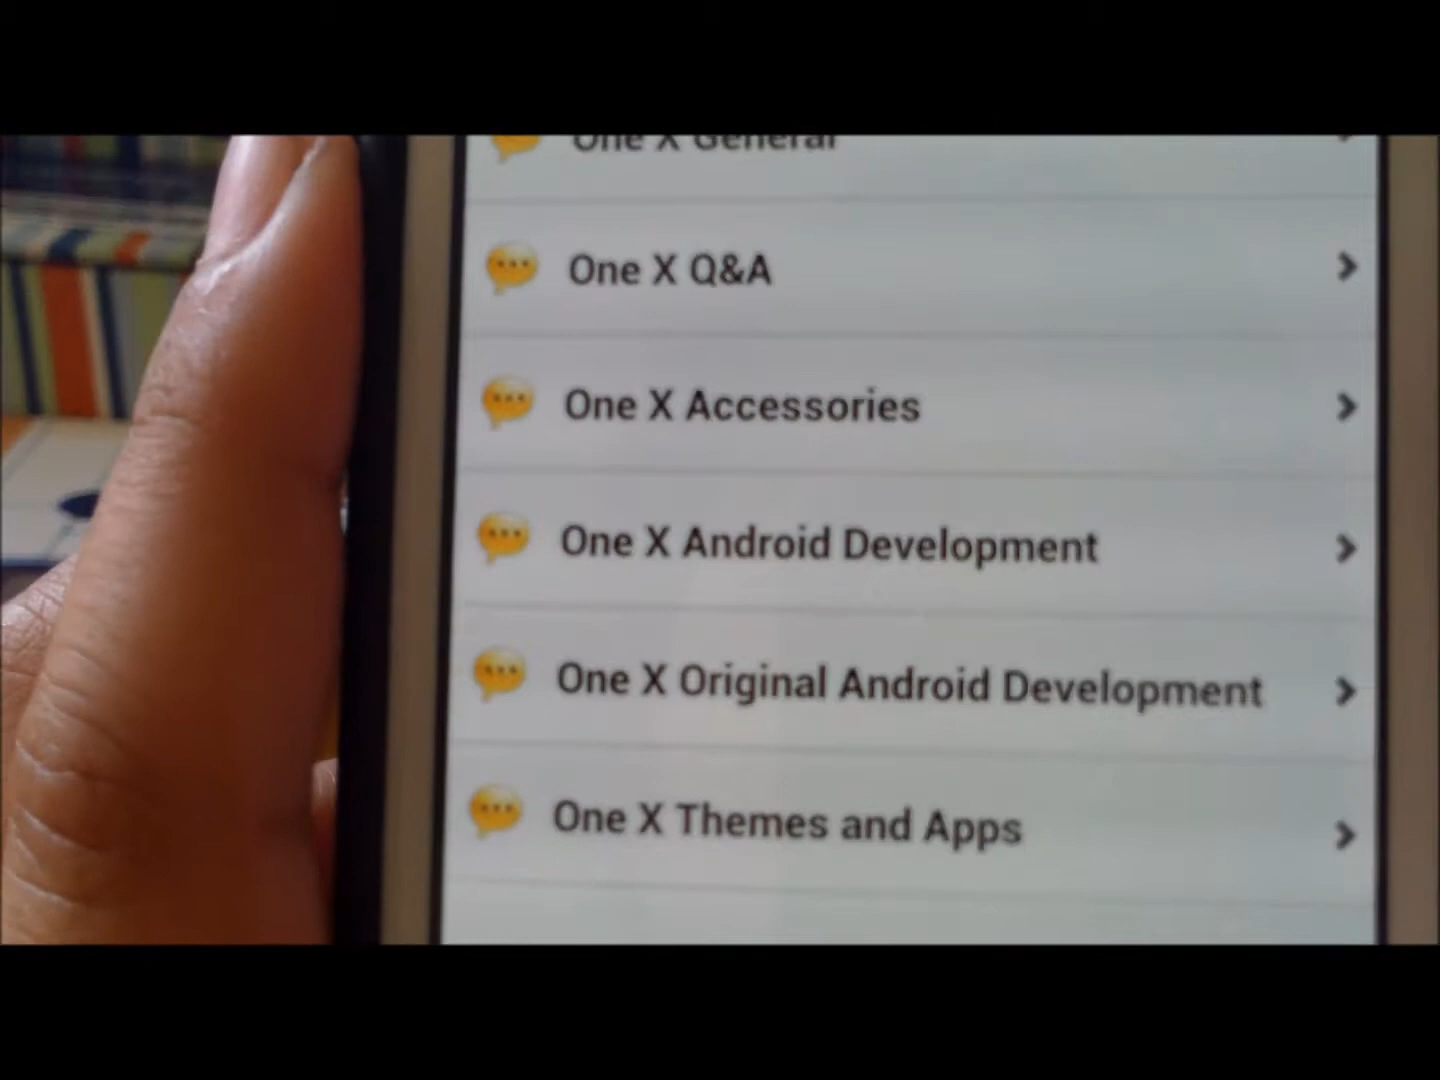 One X General
One X Q&A
One X Accessories
One X Android Development
One X Original Android Development
One X Themes and Apps